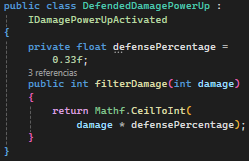 public class DefendedDamagePowerUp :
IDamagePowerUpActivated
{
private float defensePercentage =
0.33f;
3 referencias
public int filterDamage(int damage)
{
return Mathf.CeilToInt(
damage * defensePercentage);
}
}